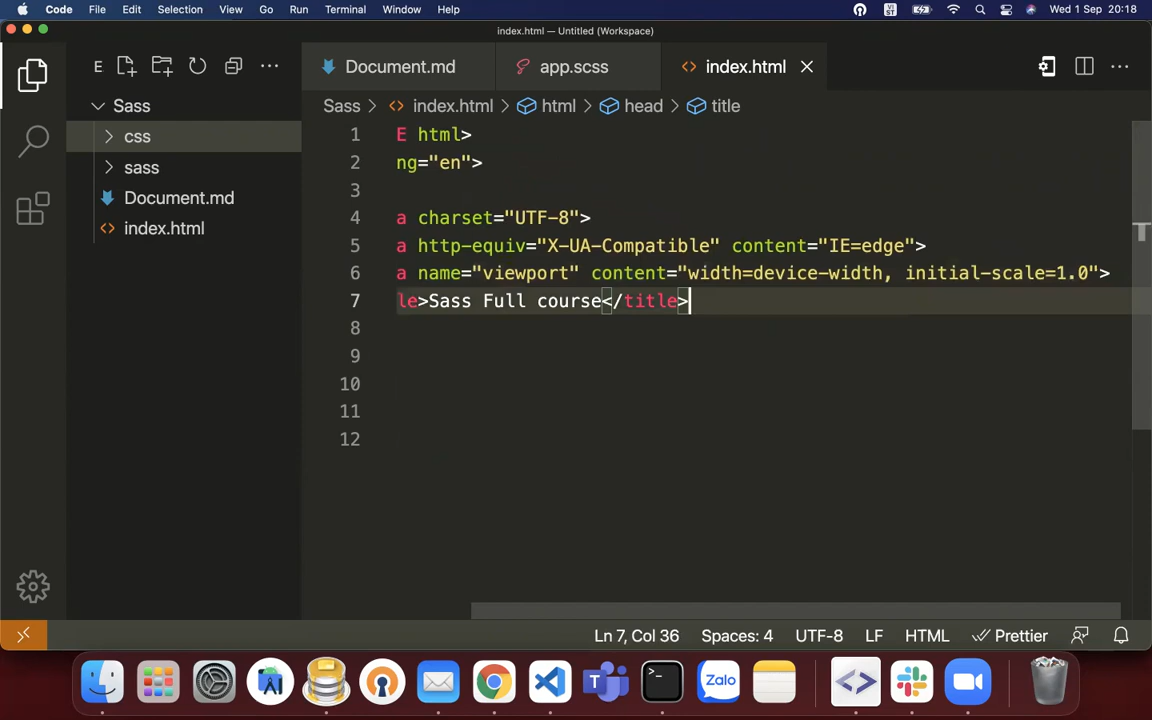 Code File Edit Selection View Go Run Terminal Window Help VI ST Wed 1 Sep 20:18
index.html — Untitled (Workspace)
E
Document.md
app.scss
index.html
Sass
css
sass
Document.md
index.html
Sass > index.html > html > head > title
1 E html>
2 ng="en">
3
4 a charset="UTF-8">
5 a http-equiv="X-UA-Compatible" content="IE=edge">
6 a name="viewport" content="width=device-width, initial-scale=1.0">
7 le>Sass Full course</title>
8
9
10
11
12
Ln 7, Col 36 Spaces: 4 UTF-8 LF HTML Prettier
Zalo